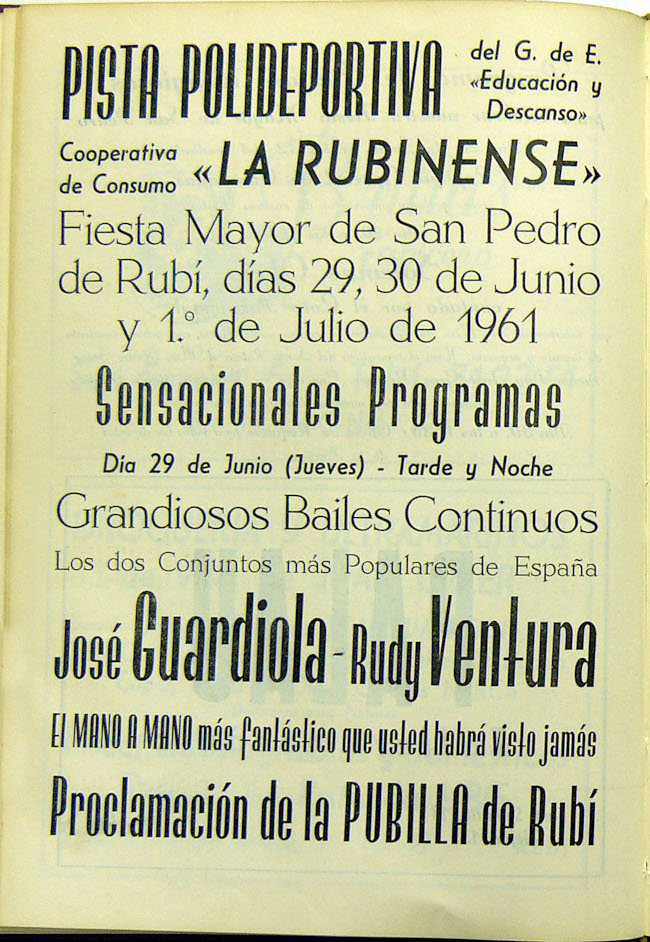 PISTA POLIDEPORTIVA
del G. de E.
«Educación y
Descanso»
Cooperativa
de Consumo
«LA RUBINENSE»
Fiesta Mayor de San Pedro
de Rubí, días 29, 30 de Junio
y 1.º de Julio de 1961
Sensacionales Programas
Día 29 de Junio (Jueves) - Tarde y Noche
Grandiosos Bailes Continuos
Los dos Conjuntos más Populares de España
José Guardiola - Rudy Ventura
El MANO A MANO más fantástico que usted habrá visto jamás
Proclamación de la PUBILLA de Rubí